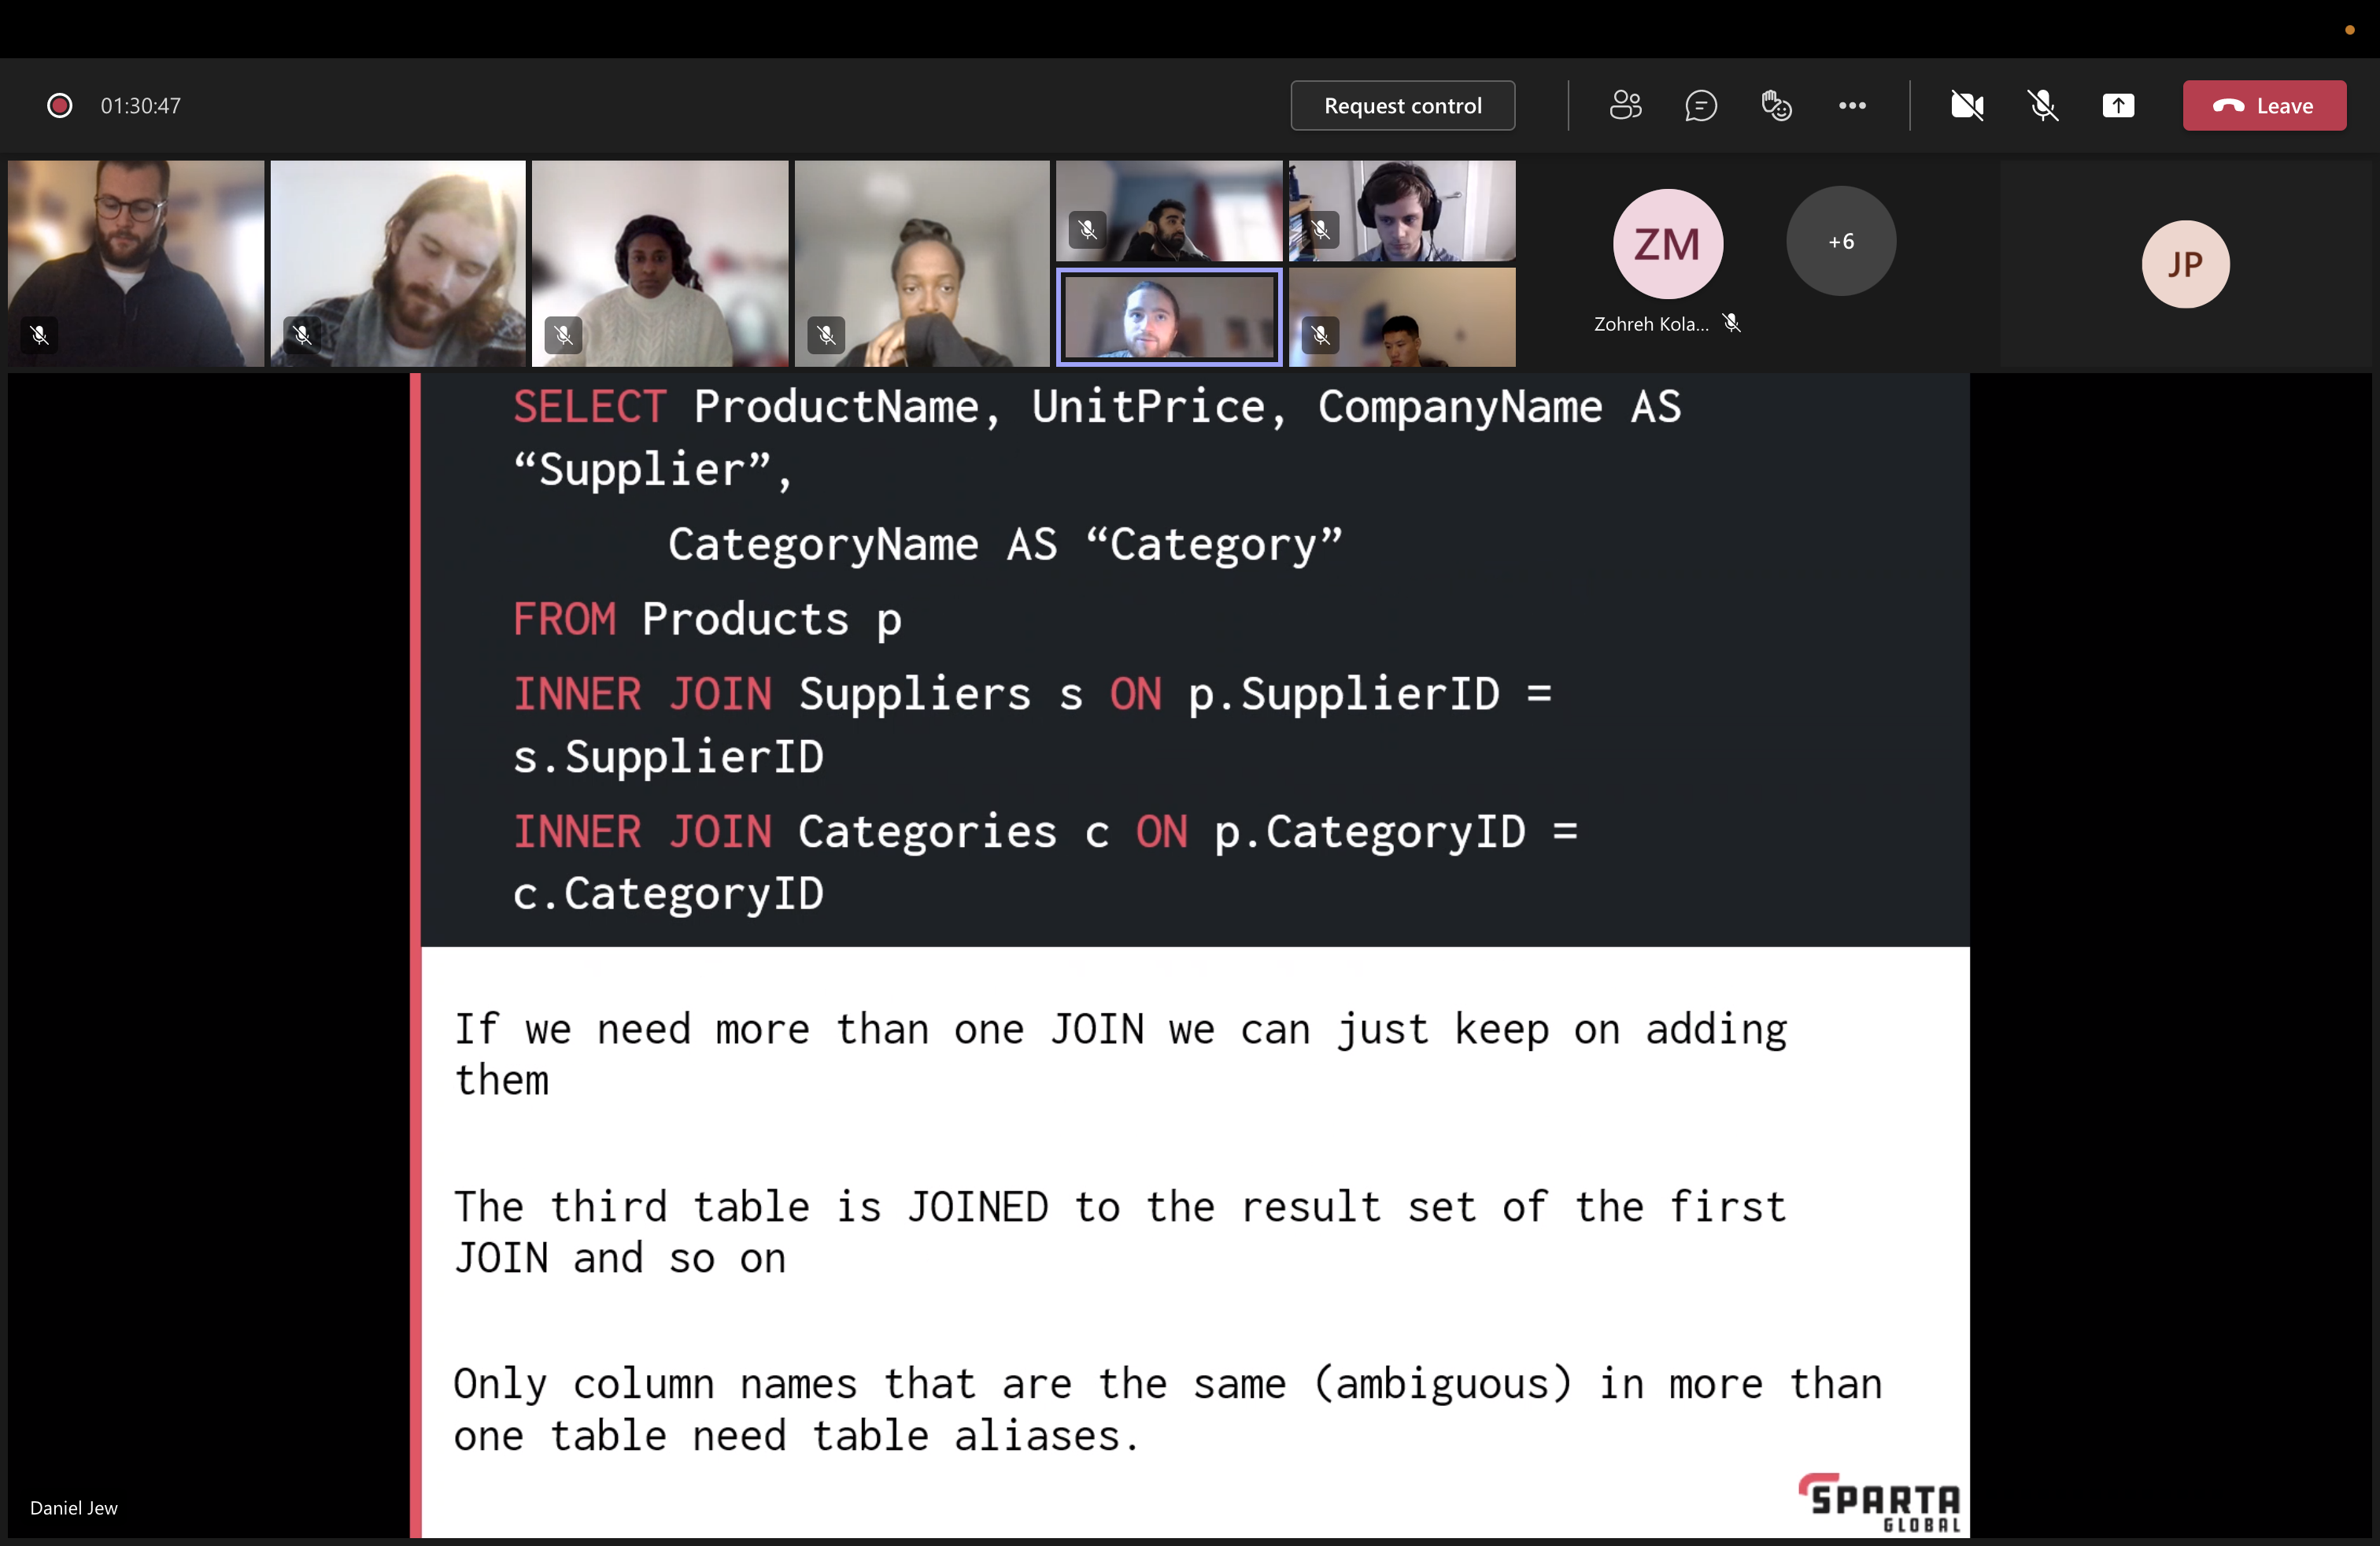 01:30:47
Request control
Leave
ZM
+6
JP
Zohreh Kola...
SELECT ProductName, UnitPrice, CompanyName AS
“Supplier”,
CategoryName AS “Category”
FROM Products p
INNER JOIN Suppliers s ON p.SupplierID =
s.SupplierID
INNER JOIN Categories c ON p.CategoryID =
c.CategoryID
If we need more than one JOIN we can just keep on adding
them
The third table is JOINED to the result set of the first
JOIN and so on
Only column names that are the same (ambiguous) in more than
one table need table aliases.
SPARTA
GLOBAL
Daniel Jew